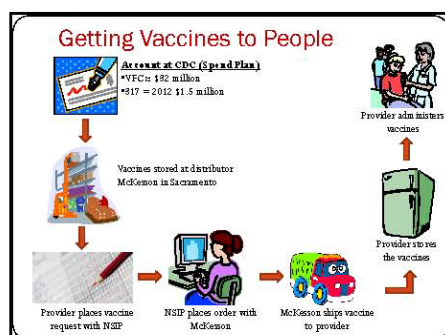 Getting Vaccines to People
Account at CDC (Spend Plan)
•VFC≈ $32 million
•317 = 2012 $1.5 million
Provider administers
vaccines
Vaccines stored at distributor
McKesson in Sacramento
Provider stores
the vaccines
Provider places vaccine
request with NSIP
NSIP places order with
McKesson
McKesson ships vaccine
to provider